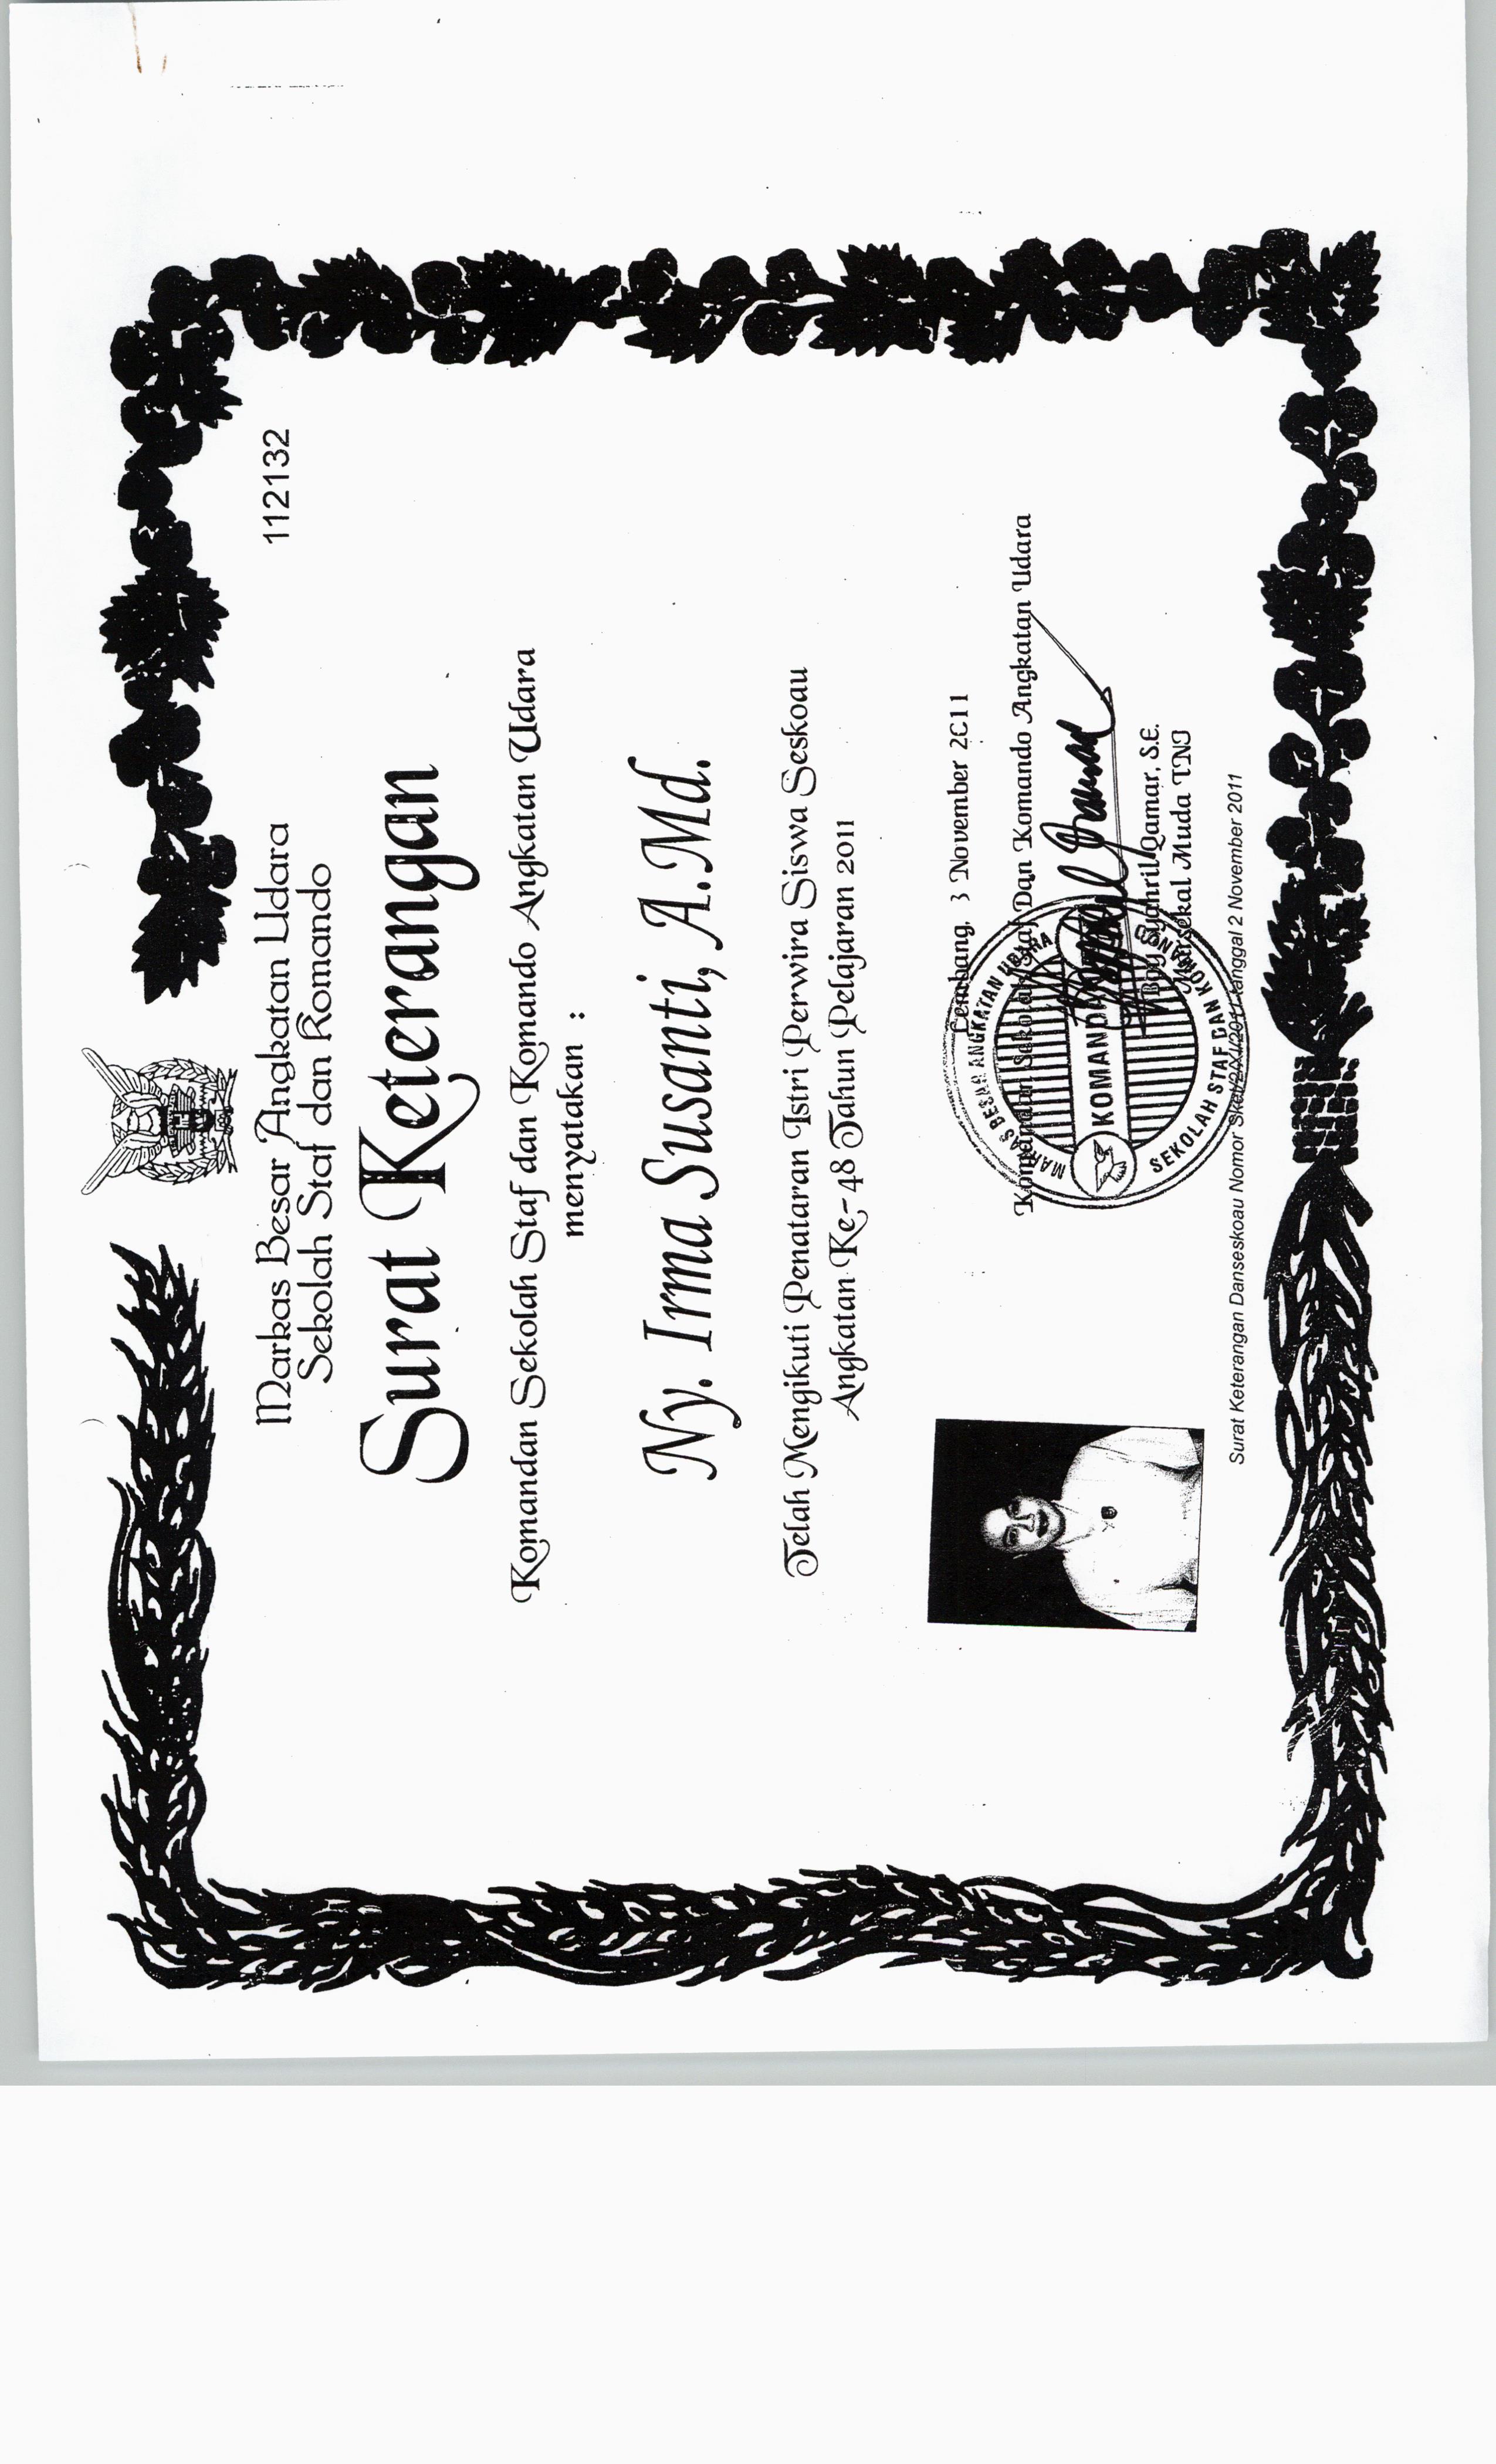 112132
Markas Besar Angkatan Udara
Sekolah Staf dan Komando
Surat Keterangan
Komandan Sekolah Staf dan Komando Angkatan Udara
menyatakan :
Ny. Irma Susanti, A.Md.
Telah Mengikuti Penataran Istri Perwira Siswa Seskoau
Angkatan Ke-48 Tahun Pelajaran 2011
Lembang, 3 November 2011
Komandan Sekolah Staf Dan Komando Angkatan Udara
MARKAS BESAR ANGKATAN UDARA
KOMANDAN
SEKOLAH STAF DAN KOMANDO
Boy Syahril Qamar, S.E.
Marsekal Muda TNI
Surat Keterangan Danseskoau Nomor Sket/2/XI/2011 tanggal 2 November 2011